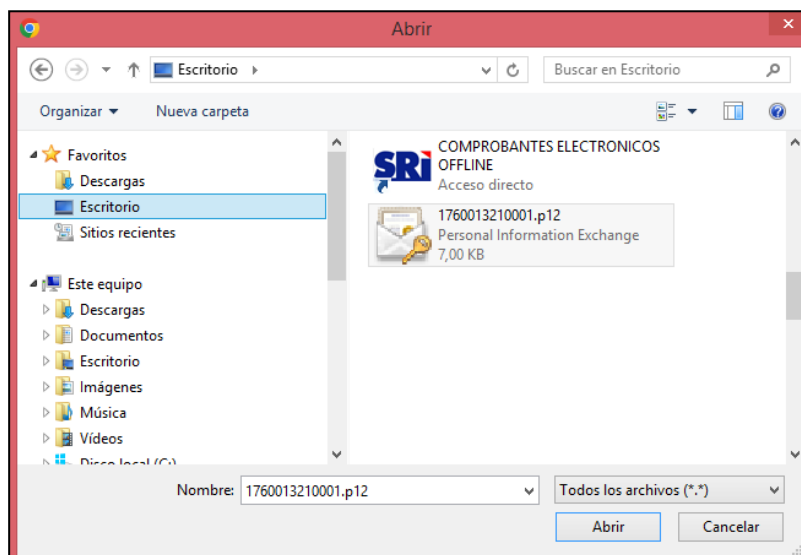 Abrir
Escritorio
Buscar en Escritorio
Organizar
Nueva carpeta
Favoritos
Descargas
Escritorio
Sitios recientes
Este equipo
Descargas
Documentos
Escritorio
Imágenes
Música
Vídeos
Disco local (C:)
SRi
COMPROBANTES ELECTRONICOS
OFFLINE
Acceso directo
1760013210001.p12
Personal Information Exchange
7,00 KB
Nombre: 1760013210001.p12
Todos los archivos (*.*)
Abrir
Cancelar